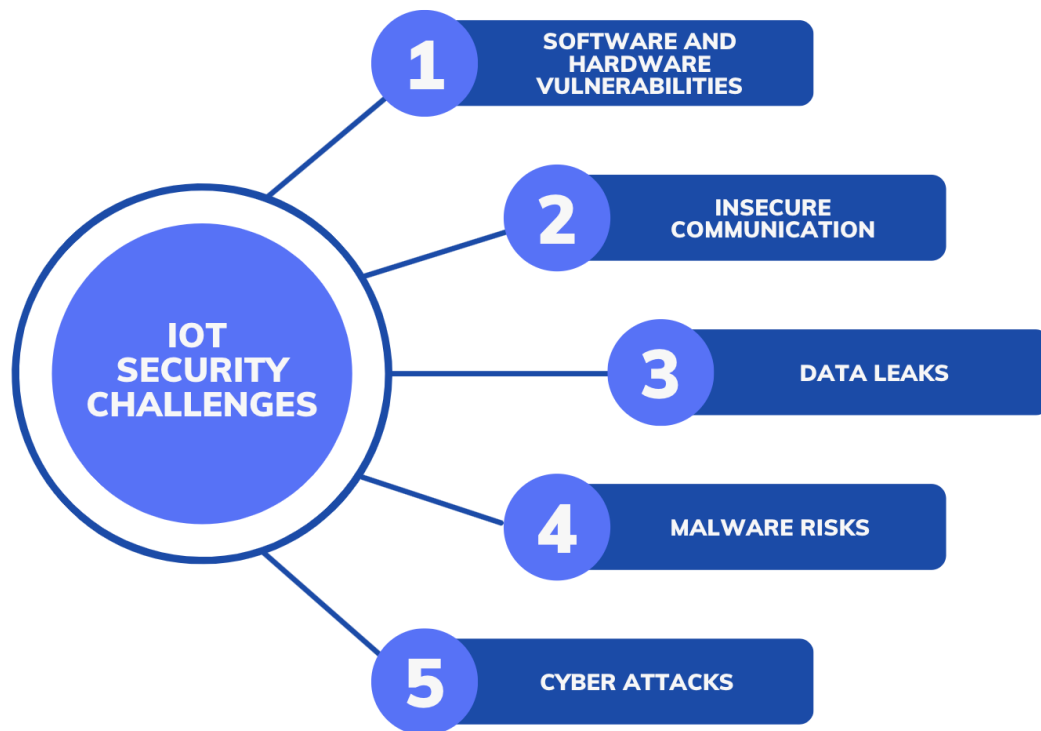 IOT
SECURITY
CHALLENGES
1
SOFTWARE AND
HARDWARE
VULNERABILITIES
2
INSECURE
COMMUNICATION
3
DATA LEAKS
4
MALWARE RISKS
5
CYBER ATTACKS